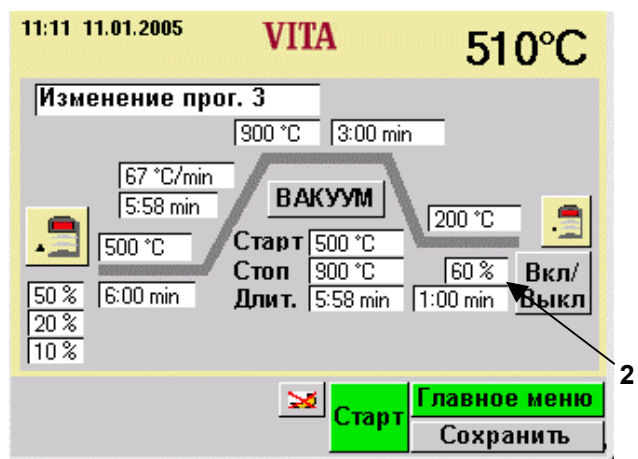 11:11 11.01.2005
VITA
510°C
Изменение прог. 3
900 °C
3:00 min
67 °C/min
5:58 min
ВАКУУМ
200 °C
500 °C
Старт 500 °C
Стоп 900 °C
60 %
Вкл/
Выкл
50 %
6:00 min
Длит. 5:58 min
1:00 min
20 %
10 %
2
Старт
Главное меню
Сохранить